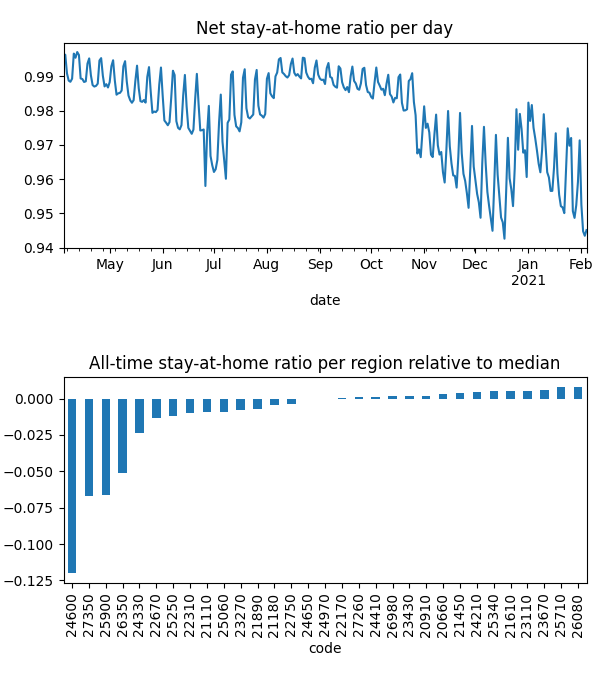 Net stay-at-home ratio per day
0.99
0.98
0.97
0.96
0.95
0.94
May Jun Jul Aug Sep Oct Nov Dec Jan Feb
2021
date
All-time stay-at-home ratio per region relative to median
0.000
−0.025
−0.050
−0.075
−0.100
−0.125
24600 27350 25900 26350 24330 22670 25250 22310 21110 25060 23270 21890 21180 22750 24650 24970 22170 27260 24410 26980 23430 20910 20660 21450 24210 25340 21610 23110 23670 25710 26080
code